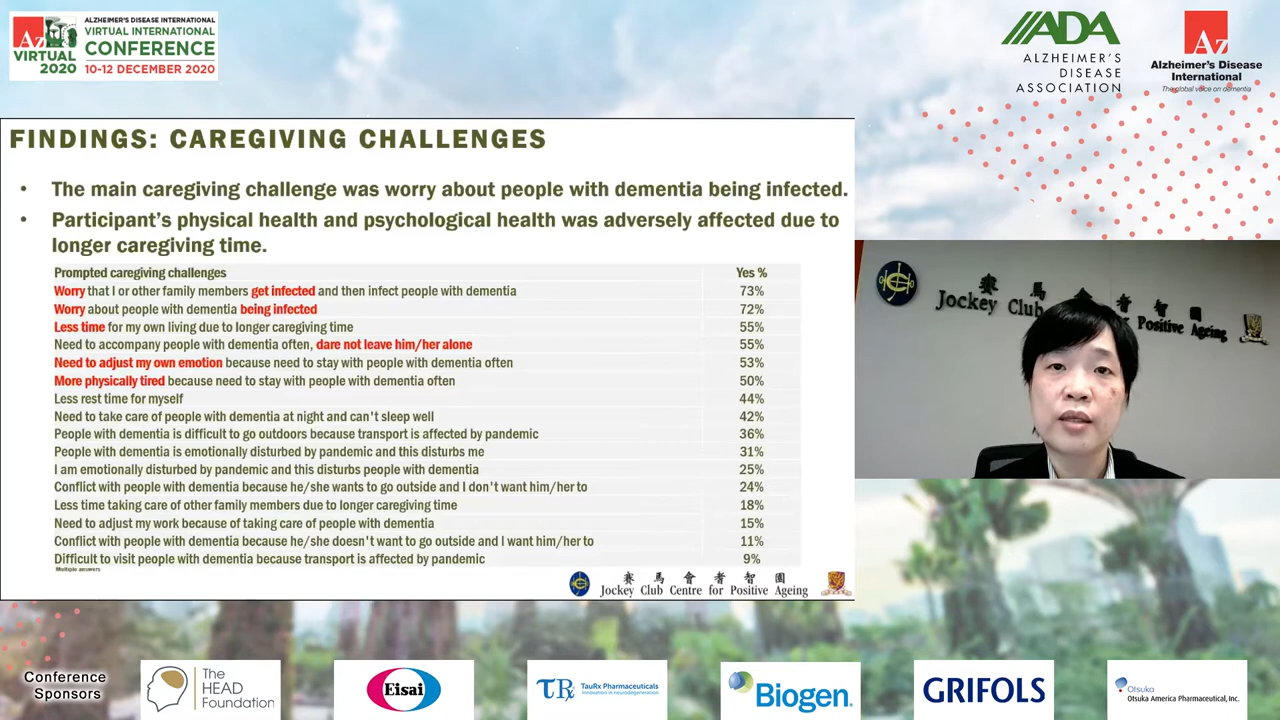 ALZHEIMER'S DISEASE INTERNATIONAL
VIRTUAL INTERNATIONAL
CONFERENCE
10-12 DECEMBER 2020
Az
VIRTUAL
2020
ADA
ALZHEIMER'S
DISEASE
ASSOCIATION
Az
Alzheimer's Disease
International
The global voice on dementia
FINDINGS: CAREGIVING CHALLENGES
• The main caregiving challenge was worry about people with dementia being infected.
• Participant's physical health and psychological health was adversely affected due to
longer caregiving time.
Prompted caregiving challenges Yes %
Worry that I or other family members get infected and then infect people with dementia 73%
Worry about people with dementia being infected 72%
Less time for my own living due to longer caregiving time 55%
Need to accompany people with dementia often, dare not leave him/her alone 55%
Need to adjust my own emotion because need to stay with people with dementia often 53%
More physically tired because need to stay with people with dementia often 50%
Less rest time for myself 44%
Need to take care of people with dementia at night and can't sleep well 42%
People with dementia is difficult to go outdoors because transport is affected by pandemic 36%
People with dementia is emotionally disturbed by pandemic and this disturbs me 31%
I am emotionally disturbed by pandemic and this disturbs people with dementia 25%
Conflict with people with dementia because he/she wants to go outside and I don't want him/her to 24%
Less time taking care of other family members due to longer caregiving time 18%
Need to adjust my work because of taking care of people with dementia 15%
Conflict with people with dementia because he/she doesn't want to go outside and I want him/her to 11%
Difficult to visit people with dementia because transport is affected by pandemic 9%
Multiple answers
賽馬會耆智園
Jockey Club Centre for Positive Ageing
賽馬會耆智園
Jockey Club for Positive Ageing
Conference
Sponsors
The
HEAD
Foundation
Eisai
TRx TauRx Pharmaceuticals
Innovation in neurodegeneration
Biogen.
GRIFOLS
Otsuka
Otsuka America Pharmaceutical, Inc.